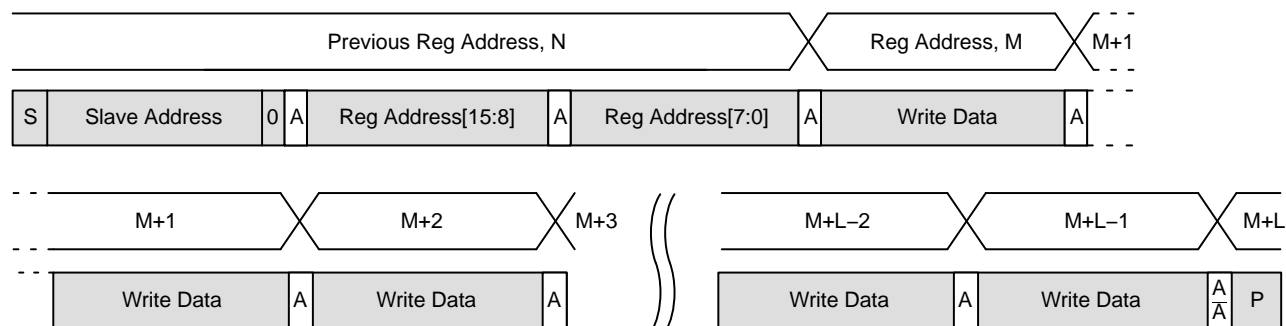 Previous Reg Address, N Reg Address, M M+1
S Slave Address 0 A Reg Address[15:8] A Reg Address[7:0] A Write Data A
M+1 M+2 M+3 M+L−2 M+L−1 M+L
Write Data A Write Data A Write Data A Write Data A/A̅ P